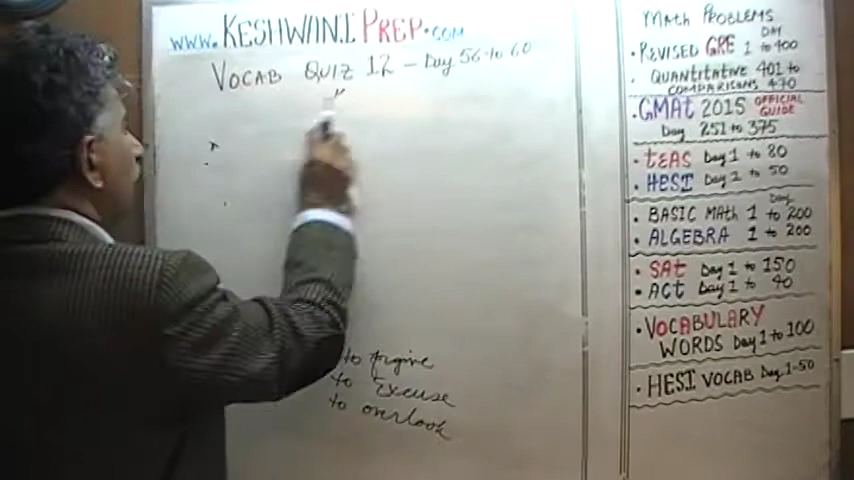 www.KESHWANIPREP.COM
VOCAB QUIZ 12 - Day 56 to 60
to forgive
to Excuse
to overlook
Math PROBLEMS
• REVISED GRE DAY 1 to 400
• QUANTITATIVE 401 to
COMPARISONS 470
• GMAt 2015 OFFICIAL GUIDE
Day 251 to 375
• tEAS Day 1 to 80
• HESI Day 1 to 50
Day
• BASIC MAth 1 to 200
• ALGEBRA 1 to 200
• SAt Day 1 to 150
• ACt Day 1 to 40
• VOCABULARY
WORDS Day 1 to 100
• HESI VOCAB Day 1-50